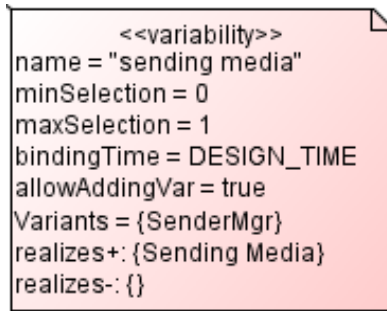 <<variability>>
name = "sending media"
minSelection = 0
maxSelection = 1
bindingTime = DESIGN_TIME
allowAddingVar = true
Variants = {SenderMgr}
realizes+: {Sending Media}
realizes-: {}